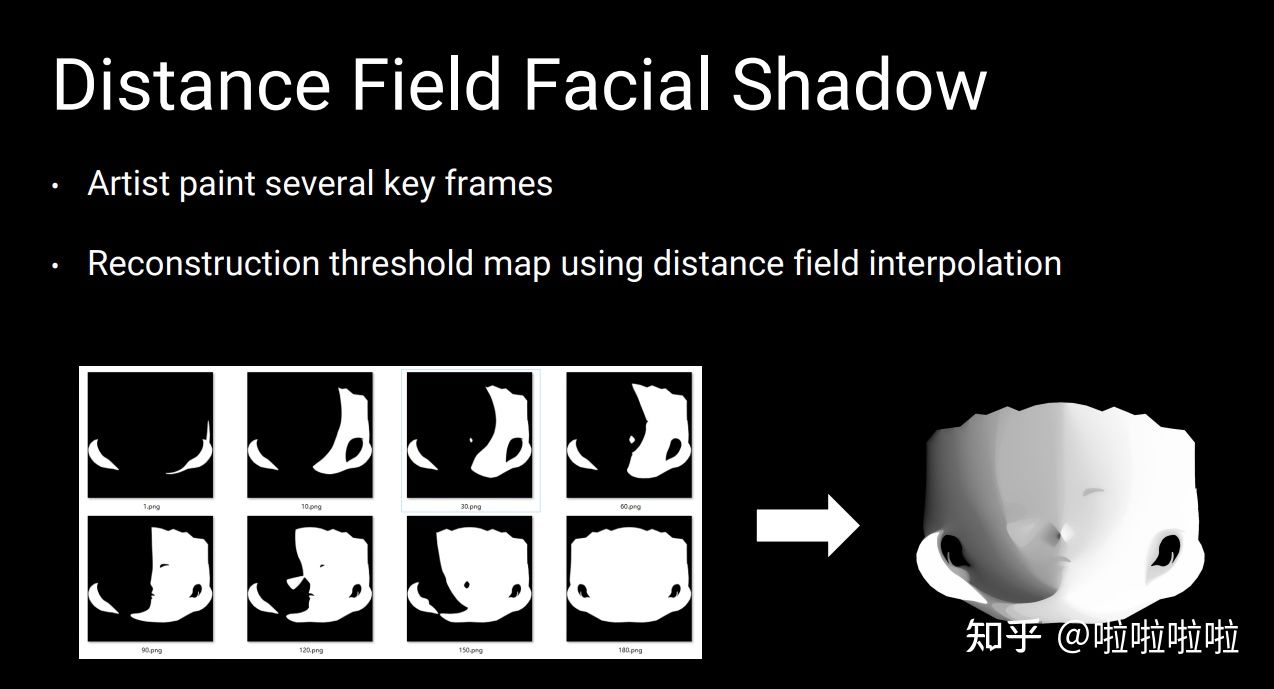 Distance Field Facial Shadow
• Artist paint several key frames
• Reconstruction threshold map using distance field interpolation
1.png 10.png 30.png 60.png
90.png 120.png 150.png 180.png
知乎 @啦啦啦啦